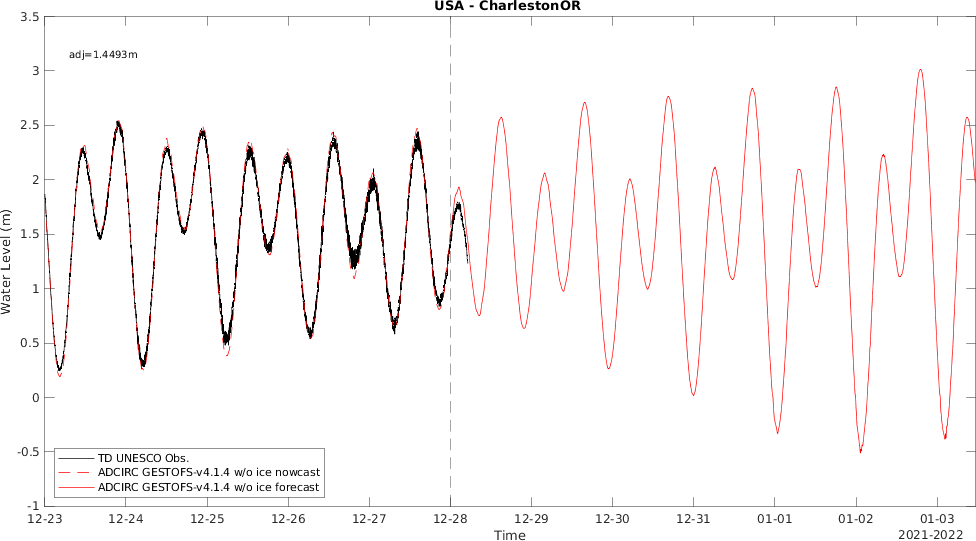 USA - CharlestonOR
3.5
adj=1.4493m
3
2.5
2
1.5
1
0.5
0
-0.5
-1
Water Level (m)
TD UNESCO Obs.
ADCIRC GESTOFS-v4.1.4 w/o ice nowcast
ADCIRC GESTOFS-v4.1.4 w/o ice forecast
12-23 12-24 12-25 12-26 12-27 12-28 12-29 12-30 12-31 01-01 01-02 01-03
Time
2021-2022